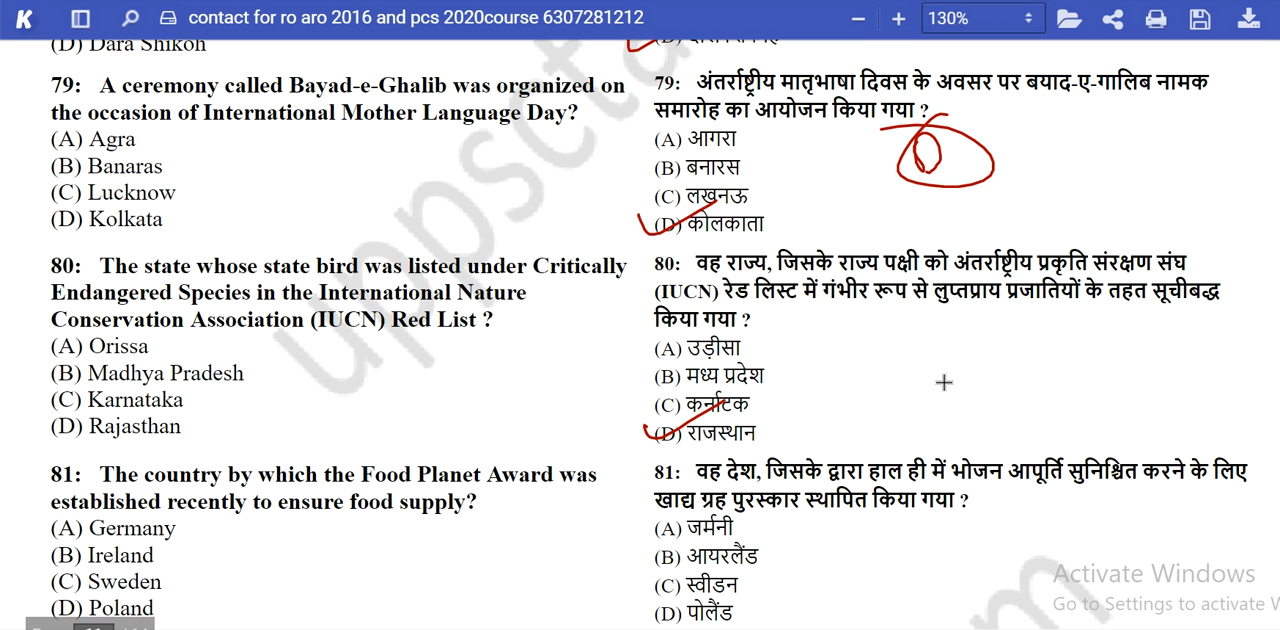 contact for ro aro 2016 and pcs 2020course 6307281212
130%
(D) Dara Shikoh
79: A ceremony called Bayad-e-Ghalib was organized on
the occasion of International Mother Language Day?
(A) Agra
(B) Banaras
(C) Lucknow
(D) Kolkata
80: The state whose state bird was listed under Critically
Endangered Species in the International Nature
Conservation Association (IUCN) Red List ?
(A) Orissa
(B) Madhya Pradesh
(C) Karnataka
(D) Rajasthan
81: The country by which the Food Planet Award was
established recently to ensure food supply?
(A) Germany
(B) Ireland
(C) Sweden
(D) Poland
79: अंतर्राष्ट्रीय मातृभाषा दिवस के अवसर पर बयाद-ए-गालिब नामक
समारोह का आयोजन किया गया ?
(A) आगरा
(B) बनारस
(C) लखनऊ
(D) कोलकाता
80: वह राज्य, जिसके राज्य पक्षी को अंतर्राष्ट्रीय प्रकृति संरक्षण संघ
(IUCN) रेड लिस्ट में गंभीर रूप से लुप्तप्राय प्रजातियों के तहत सूचीबद्ध
किया गया ?
(A) उड़ीसा
(B) मध्य प्रदेश
(C) कर्नाटक
(D) राजस्थान
81: वह देश, जिसके द्वारा हाल ही में भोजन आपूर्ति सुनिश्चित करने के लिए
खाद्य ग्रह पुरस्कार स्थापित किया गया ?
(A) जर्मनी
(B) आयरलैंड
(C) स्वीडन
(D) पोलैंड
Activate Windows
Go to Settings to activate